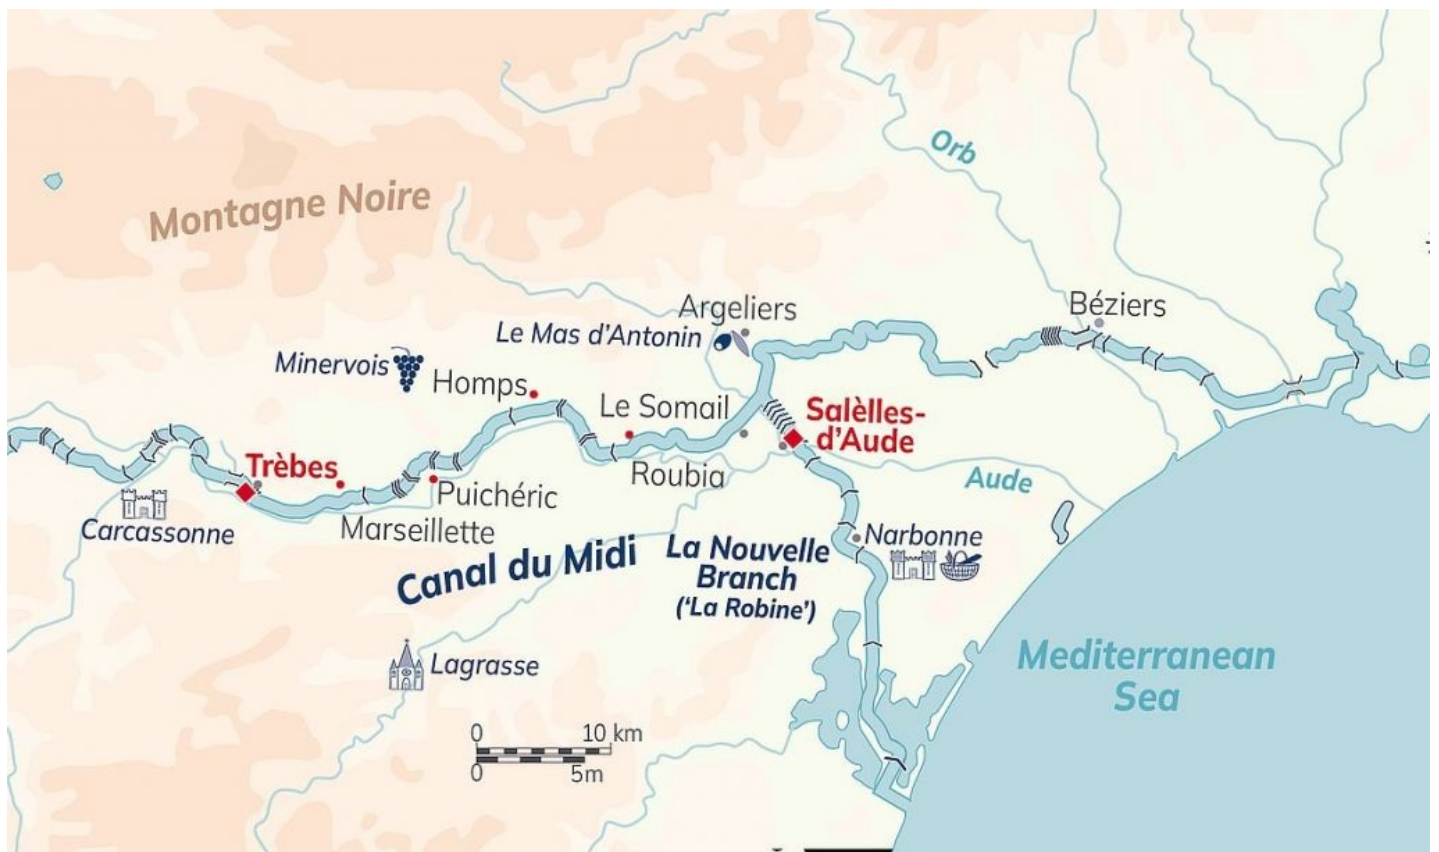 Orb
Montagne Noire
Argeliers
Béziers
Le Mas d'Antonin
Minervois
Homps
Le Somail
Salèlles-
d'Aude
Trèbes
Roubia
Aude
Puichéric
Carcassonne
Marseillette
Narbonne
Canal du Midi
La Nouvelle
Branch
('La Robine')
Lagrasse
Mediterranean
Sea
0 10 km
0 5m